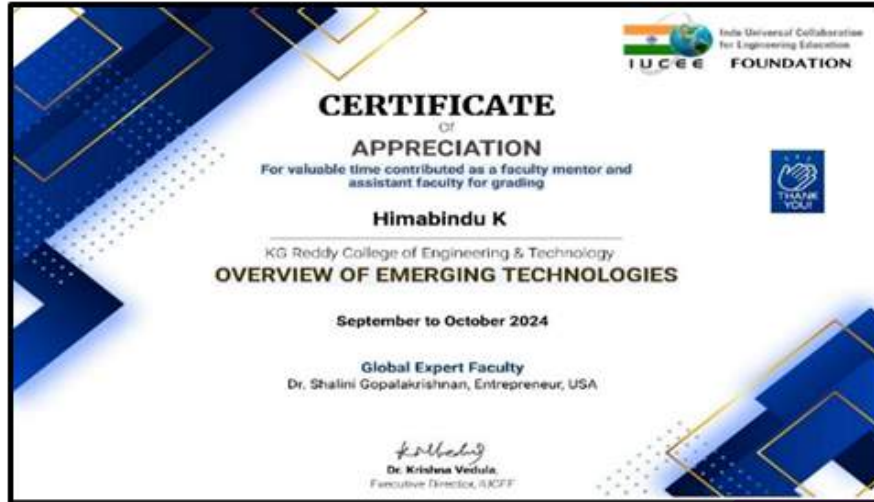 Indo Universal Collaboration
for Engineering Education
IUCEE FOUNDATION
CERTIFICATE
Of
APPRECIATION
For valuable time contributed as a faculty mentor and
assistant faculty for grading
THANK
YOU!
Himabindu K
KG Reddy College of Engineering & Technology
OVERVIEW OF EMERGING TECHNOLOGIES
September to October 2024
Global Expert Faculty
Dr. Shalini Gopalakrishnan, Entrepreneur, USA
Dr. Krishna Vedula,
Executive Director, IUCEE